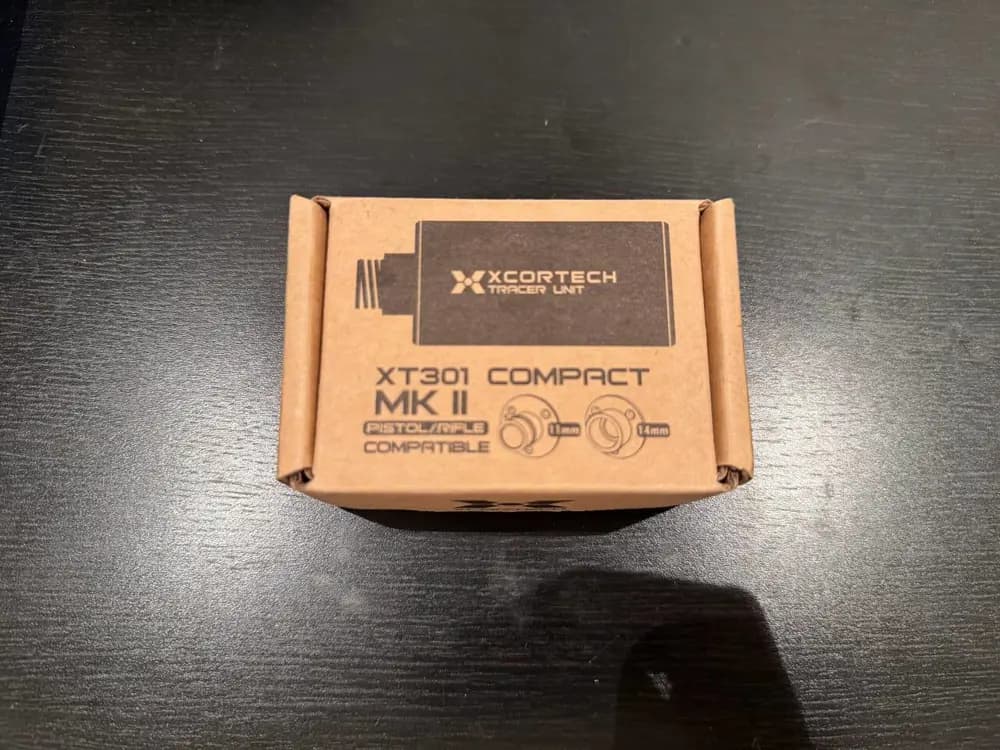 XCORTECH
TRACER UNIT
XT301 COMPACT
MK II
PISTOL/RIFLE
COMPATIBLE
11mm
14mm